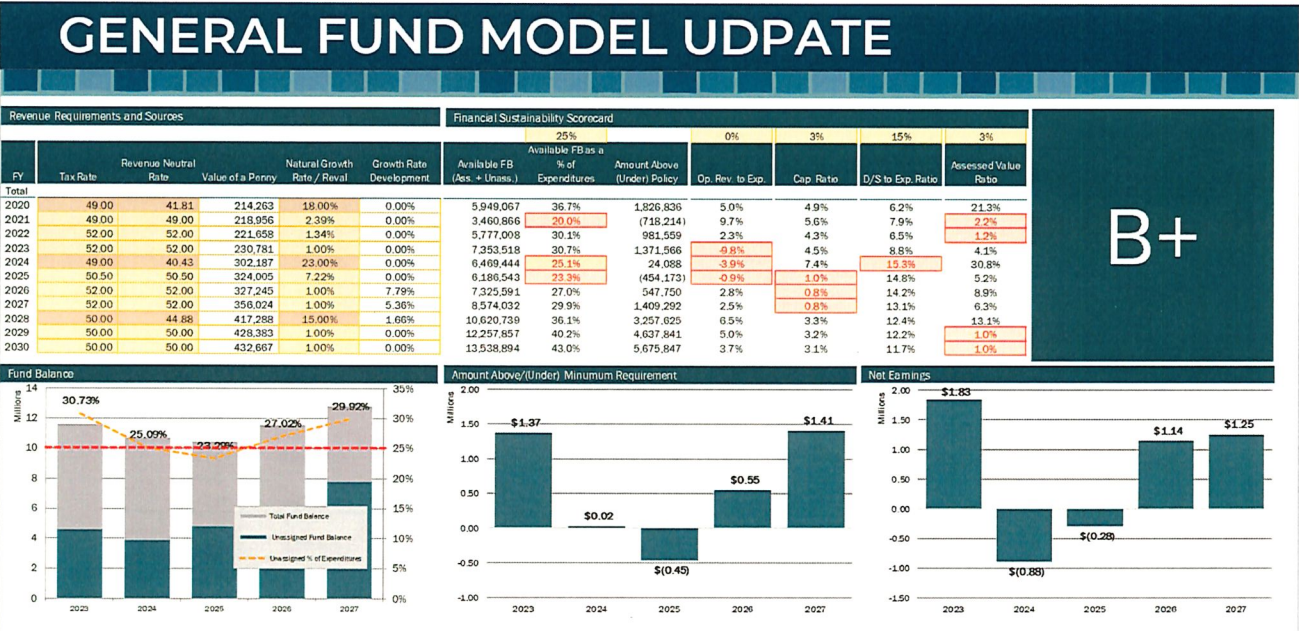 GENERAL FUND MODEL UDPATE
Revenue Requirements and Sources
FY Tax Rate Revenue Neutral Rate Value of a Penny Natural Growth Rate / Reval Growth Rate Development
Total
2020 49.00 41.81 214,263 18.00% 0.00%
2021 49.00 49.00 218,956 2.39% 0.00%
2022 52.00 52.00 221,658 1.34% 0.00%
2023 52.00 52.00 230,781 1.00% 0.00%
2024 49.00 40.43 302,187 23.00% 0.00%
2025 50.50 50.50 324,005 7.22% 0.00%
2026 52.00 52.00 327,245 1.00% 7.79%
2027 52.00 52.00 356,024 1.00% 5.36%
2028 50.00 44.88 417,288 15.00% 1.66%
2029 50.00 50.00 428,383 1.00% 0.00%
2030 50.00 50.00 432,667 1.00% 0.00%
Financial Sustainability Scorecard
25% 0% 3% 15% 3%
Available FB (Ass. + Unass.) Available FB as a % of Expenditures Amount Above (Under) Policy Op. Rev. to Exp. Cap. Ratio D/S to Exp. Ratio Assessed Value Ratio
5,949,067 36.7% 1,826,836 5.0% 4.9% 6.2% 21.3%
3,460,866 20.0% (718,214) 9.7% 5.6% 7.9% 2.2%
5,777,008 30.1% 981,559 2.3% 4.3% 6.5% 1.2%
7,353,518 30.7% 1,371,566 -9.8% 4.5% 8.8% 4.1%
6,469,444 25.1% 24,088 -3.9% 7.4% 15.3% 30.8%
6,186,543 23.3% (454,173) -0.9% 1.0% 14.8% 5.2%
7,325,591 27.0% 547,750 2.8% 0.8% 14.2% 8.9%
8,574,032 29.9% 1,409,292 2.5% 0.8% 13.1% 6.3%
10,620,739 36.1% 3,257,625 6.5% 3.3% 12.4% 13.1%
12,257,857 40.2% 4,637,841 5.0% 3.2% 12.2% 1.0%
13,538,894 43.0% 5,675,847 3.7% 3.1% 11.7% 1.0%
B+
Fund Balance
Millions
14
12
10
8
6
4
2
0
30.73%
25.09%
23.29%
27.02%
29.92%
35%
30%
25%
20%
15%
10%
5%
0%
Total Fund Balance
Unassigned Fund Balance
Unassigned % of Expenditures
2023 2024 2025 2026 2027
Amount Above/(Under) Minumum Requirement
Millions
2.00
1.50
1.00
0.50
0.00
-0.50
-1.00
$1.37
$0.02
$(0.45)
$0.55
$1.41
2023 2024 2025 2026 2027
Net Earnings
Millions
2.00
1.50
1.00
0.50
0.00
-0.50
-1.00
-1.50
$1.83
$(0.88)
$(0.28)
$1.14
$1.25
2023 2024 2025 2026 2027